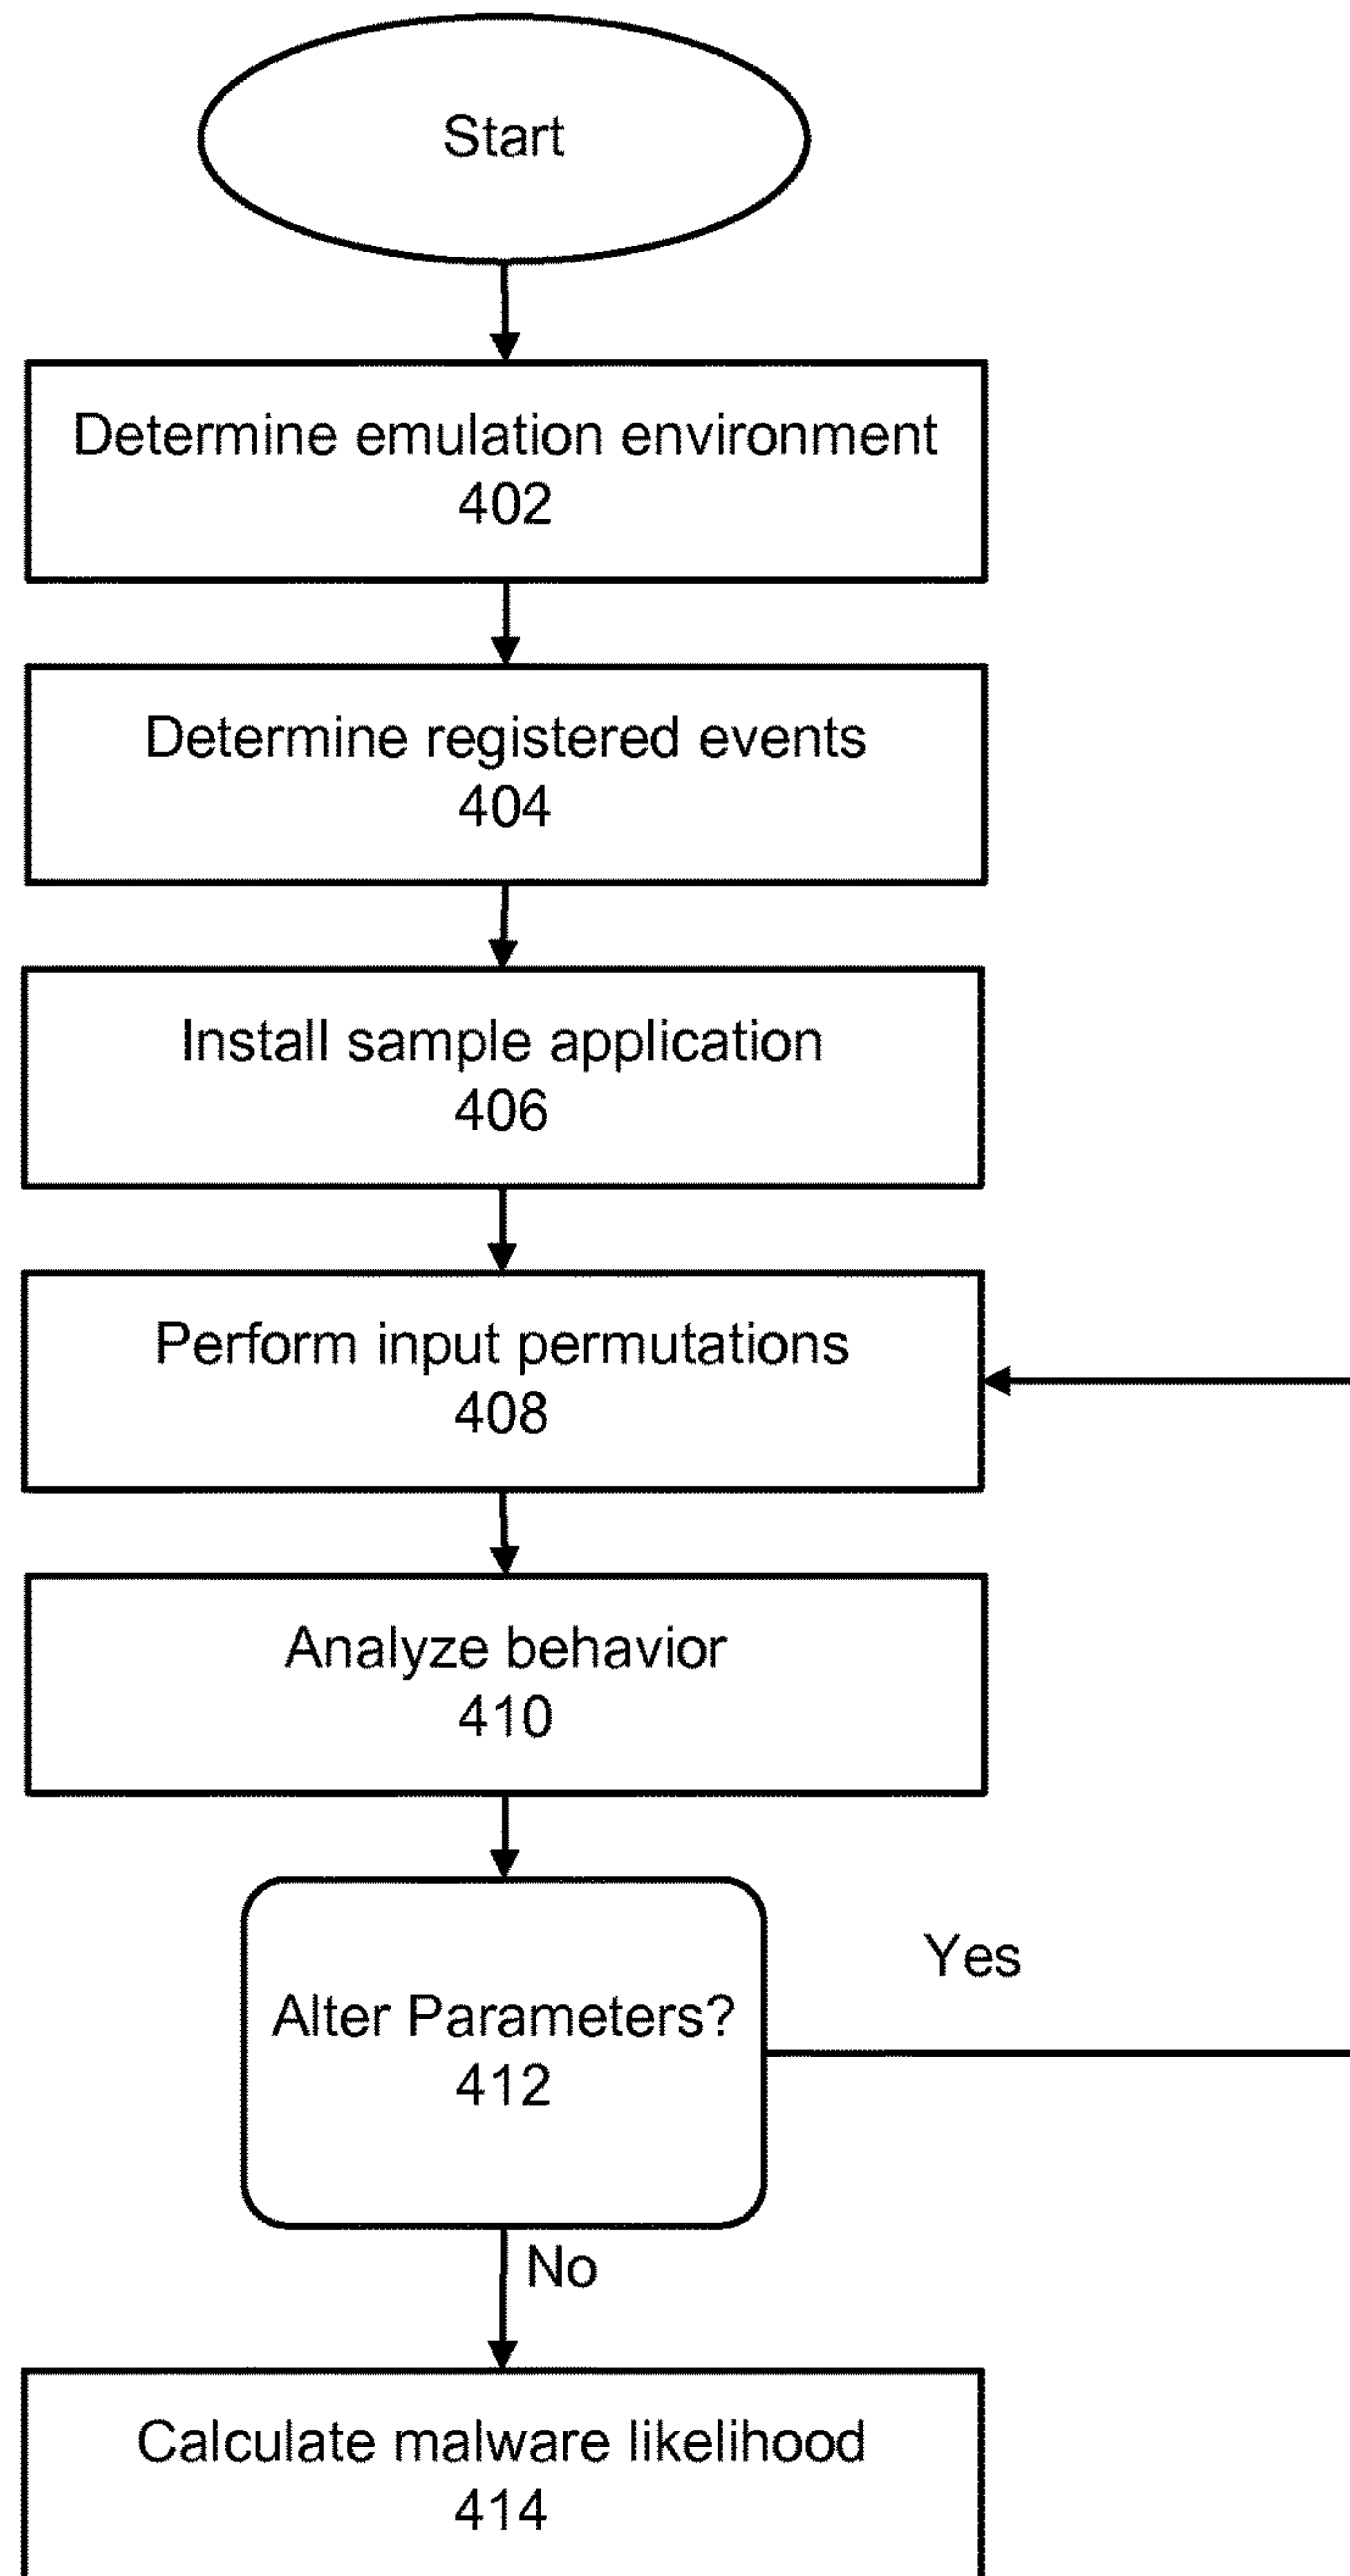 Start
Determine emulation environment
402
Determine registered events
404
Install sample application
406
Perform input permutations
408
Analyze behavior
410
Yes
Alter Parameters?
412
No
Calculate malware likelihood
414